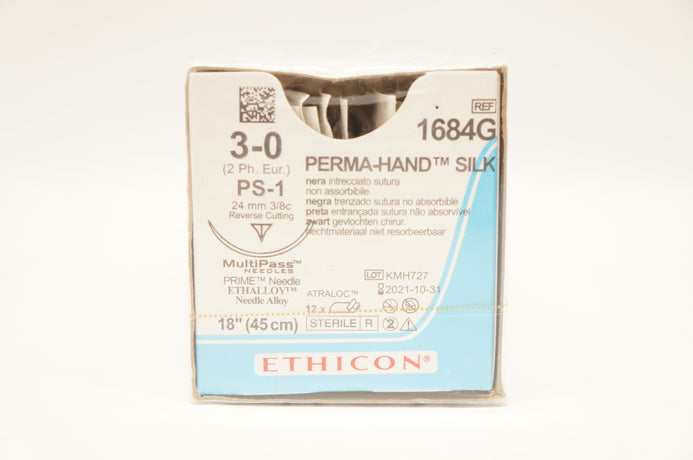 3-0
(2 Ph. Eur.)
PS-1
24 mm 3/8c
Reverse Cutting
MultiPass™
NEEDLES
PRIME™ Needle
ETHALLOY™
Needle Alloy
18" (45 cm)
REF
1684G
PERMA-HAND™ SILK
nera intrecciato sutura
non assorbibile
negra trenzado sutura no absorbible
preta entrançada sutura não absorvível
zwart gevlochten chirur.
hechtmateriaal niet resorbeerbaar
LOT KMH727
2021-10-31
ATRALOC™
12 x
STERILE R 2
ETHICON®